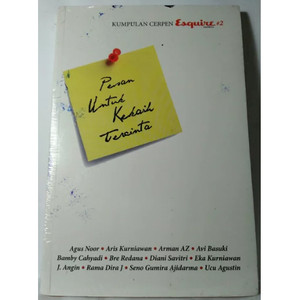 KUMPULAN CERPEN Esquire #2
Pesan
Untuk
Kekasih
Tercinta
Agus Noor • Aris Kurniawan • Arman AZ • Avi Basuki
Bamby Cahyadi • Bre Redana • Diani Savitri • Eka Kurniawan
J. Angin • Rama Dira J • Seno Gumira Ajidarma • Ucu Agustin